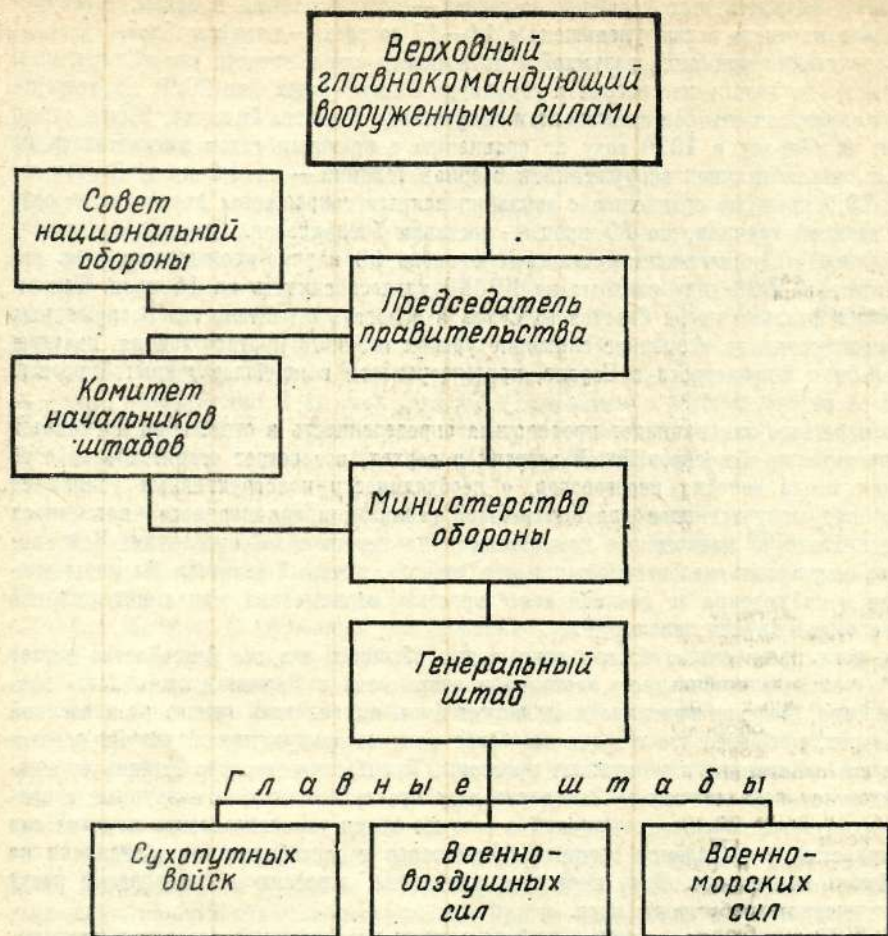 Верховный
главнокомандующий
вооруженными силами
Совет
национальной
обороны
Председатель
правительства
Комитет
начальников
штабов
Министерство
обороны
Генеральный
штаб
Главные штабы
Сухопутных
войск
Военно-
воздушных
сил
Военно-
морских
сил